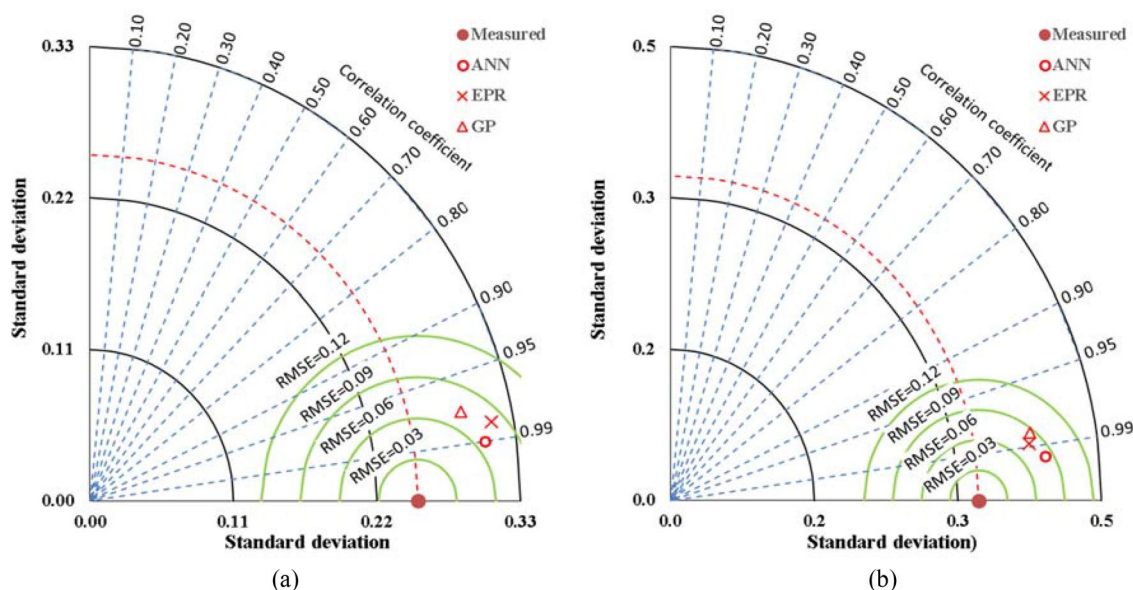 0.33
0.22
0.11
0.00
Standard deviation
0.10
0.20
0.30
0.40
0.50
0.60
0.70
0.80
0.90
0.95
0.99
Correlation coefficient
Measured
ANN
EPR
GP
RMSE=0.12
RMSE=0.09
RMSE=0.06
RMSE=0.03
0.00
0.11
0.22
0.33
Standard deviation
(a)
0.5
0.3
0.2
0.0
Standard deviation
0.10
0.20
0.30
0.40
0.50
0.60
0.70
0.80
0.90
0.95
0.99
Correlation coefficient
Measured
ANN
EPR
GP
RMSE=0.12
RMSE=0.09
RMSE=0.06
RMSE=0.03
0.0
0.2
0.3
0.5
Standard deviation)
(b)